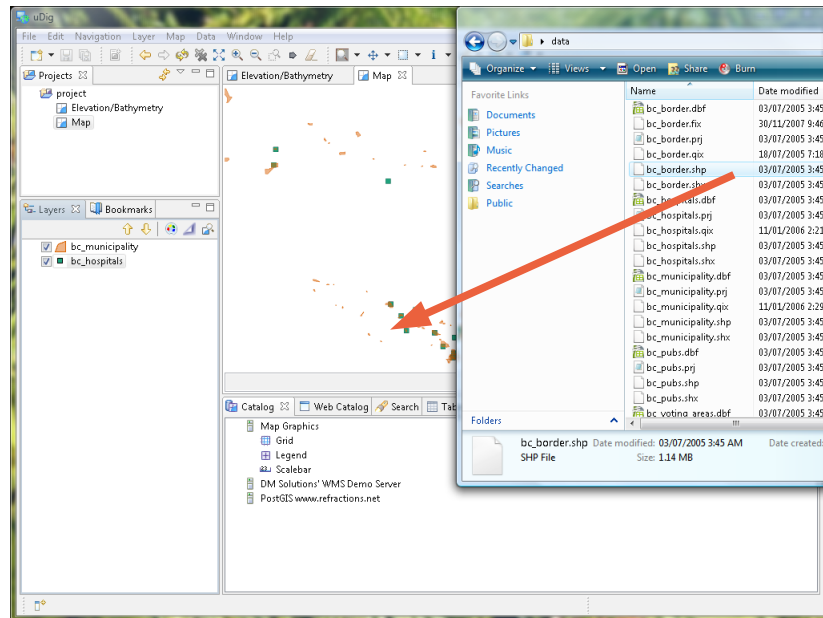 uDig
File Edit Navigation Layer Map Data Window Help
Projects
project
Elevation/Bathymetry
Map
Layers Bookmarks
bc_municipality
bc_hospitals
Elevation/Bathymetry Map
Catalog Web Catalog Search Tab
Map Graphics
Grid
Legend
Scalebar
DM Solutions' WMS Demo Server
PostGIS www.refractions.net
data
Organize Views Open Share Burn
Favorite Links
Documents
Pictures
Music
Recently Changed
Searches
Public
Folders
Name Date modified
bc_border.dbf 03/07/2005 3:45
bc_border.fix 30/11/2007 9:46
bc_border.prj 03/07/2005 3:45
bc_border.qix 18/07/2005 7:18
bc_border.shp 03/07/2005 3:45
bc_border.shx 03/07/2005 3:45
bc_hospitals.dbf 03/07/2005 3:45
bc_hospitals.prj 03/07/2005 3:45
bc_hospitals.qix 11/01/2006 2:21
bc_hospitals.shp 03/07/2005 3:45
bc_hospitals.shx 03/07/2005 3:45
bc_municipality.dbf 03/07/2005 3:45
bc_municipality.prj 03/07/2005 3:45
bc_municipality.qix 11/01/2006 2:29
bc_municipality.shp 03/07/2005 3:45
bc_municipality.shx 03/07/2005 3:45
bc_pubs.dbf 03/07/2005 3:45
bc_pubs.prj 03/07/2005 3:45
bc_pubs.shp 03/07/2005 3:45
bc_pubs.shx 03/07/2005 3:45
bc_voting_areas.dbf 03/07/2005 3:45
bc_border.shp Date modified: 03/07/2005 3:45 AM Date created:
SHP File Size: 1.14 MB